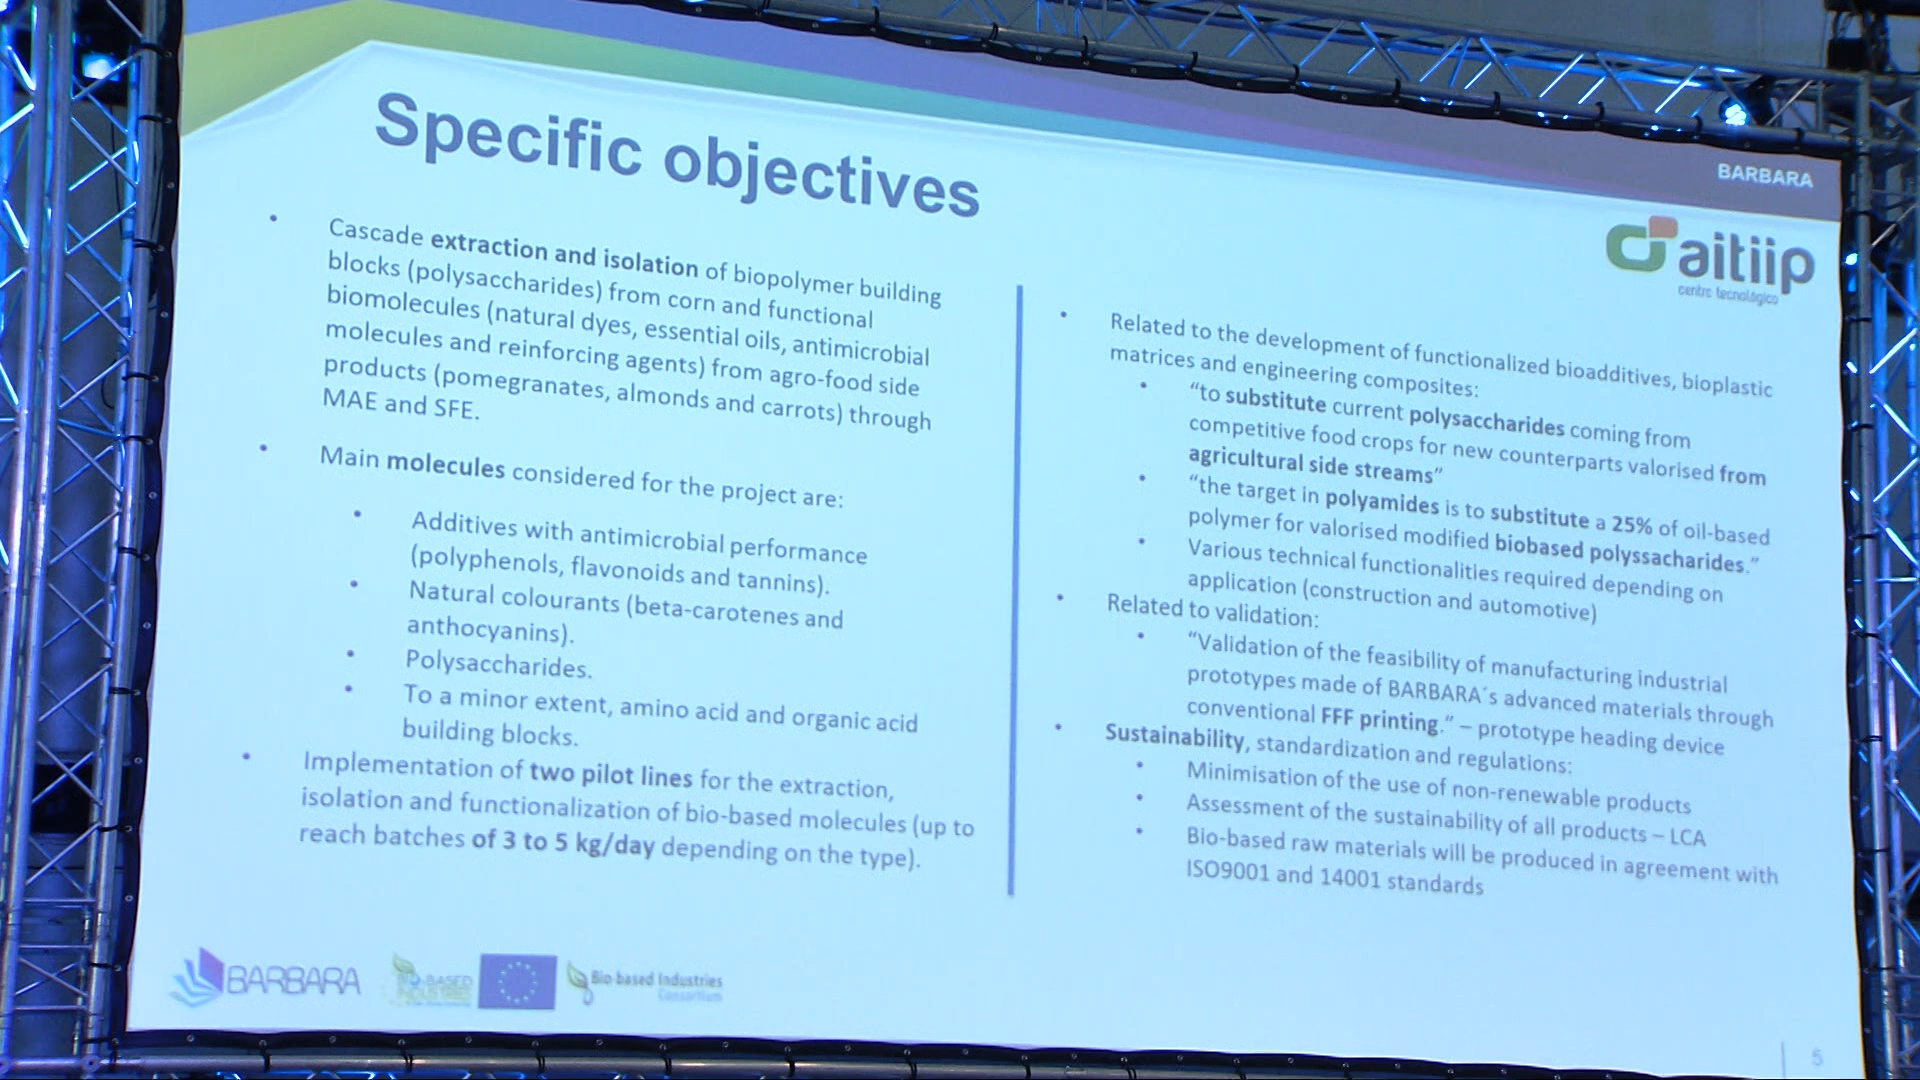 BARBARA
aitiip
centro tecnológico
Specific objectives
• Cascade extraction and isolation of biopolymer building
blocks (polysaccharides) from corn and functional
biomolecules (natural dyes, essential oils, antimicrobial
molecules and reinforcing agents) from agro-food side
products (pomegranates, almonds and carrots) through
MAE and SFE.
• Main molecules considered for the project are:
• Additives with antimicrobial performance
(polyphenols, flavonoids and tannins).
• Natural colourants (beta-carotenes and
anthocyanins).
• Polysaccharides.
• To a minor extent, amino acid and organic acid
building blocks.
• Implementation of two pilot lines for the extraction,
isolation and functionalization of bio-based molecules (up to
reach batches of 3 to 5 kg/day depending on the type).
• Related to the development of functionalized bioadditives, bioplastic
matrices and engineering composites:
• “to substitute current polysaccharides coming from
competitive food crops for new counterparts valorised from
agricultural side streams”
• “the target in polyamides is to substitute a 25% of oil-based
polymer for valorised modified biobased polyssacharides.”
• Various technical functionalities required depending on
application (construction and automotive)
• Related to validation:
• “Validation of the feasibility of manufacturing industrial
prototypes made of BARBARA´s advanced materials through
conventional FFF printing.” – prototype heading device
• Sustainability, standardization and regulations:
• Minimisation of the use of non-renewable products
• Assessment of the sustainability of all products – LCA
• Bio-based raw materials will be produced in agreement with
ISO9001 and 14001 standards
BARBARA
BIO-BASED
INDUSTRIES
Bio-based Industries
Consortium
5